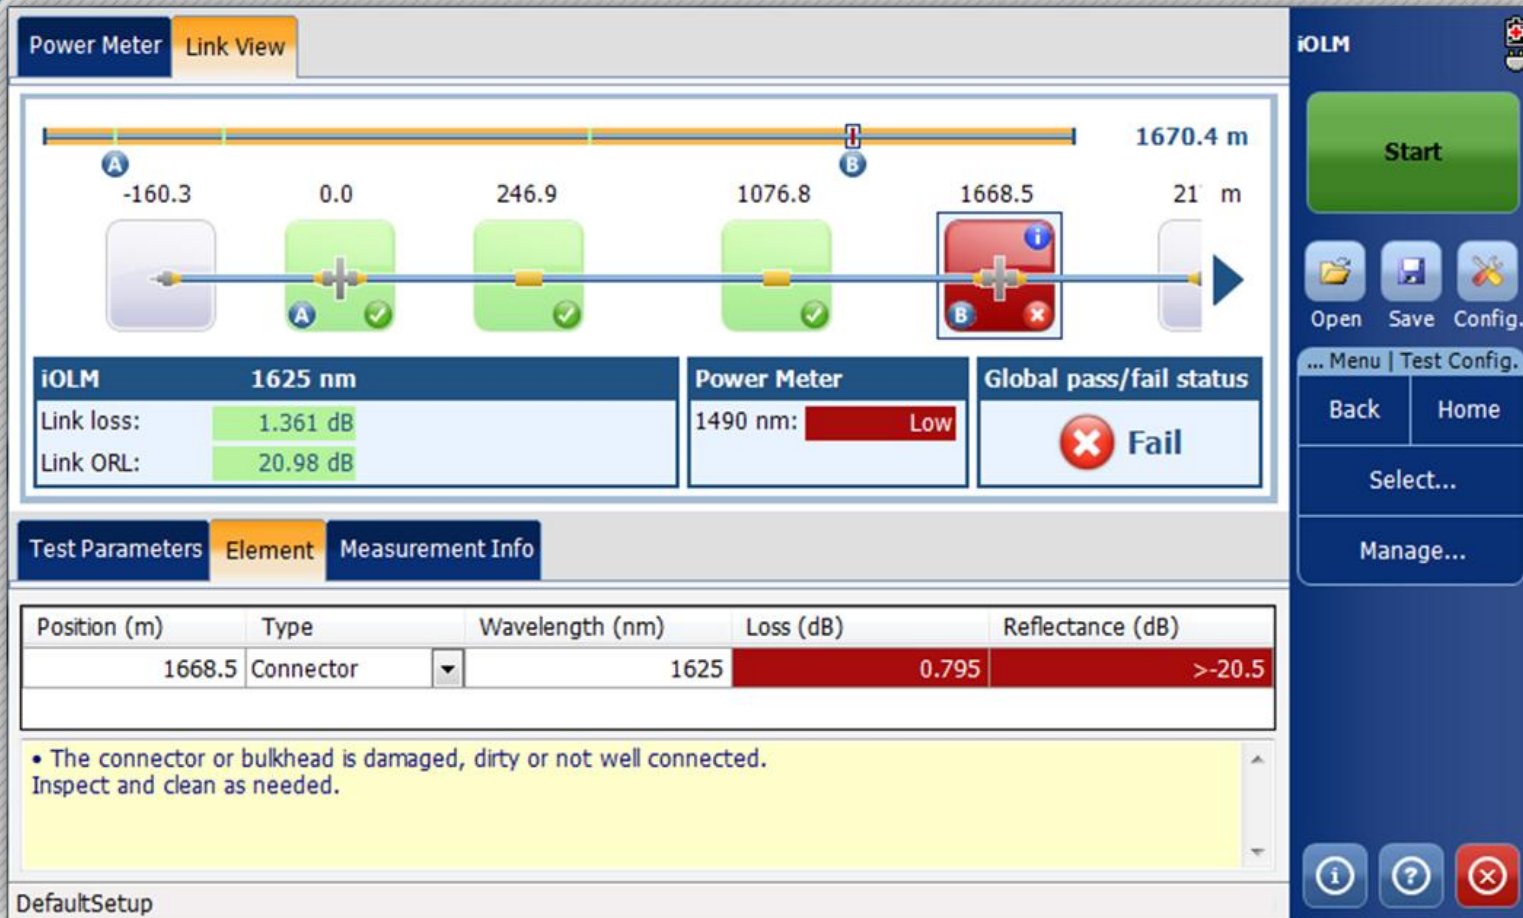 Power Meter
Link View
iOLM
Start
1670.4 m
A
B
-160.3 0.0 246.9 1076.8 1668.5 21 m
i
A
B
Open Save Config.
... Menu | Test Config.
Back Home
Select...
Manage...
iOLM 1625 nm
Link loss: 1.361 dB
Link ORL: 20.98 dB
Power Meter
1490 nm: Low
Global pass/fail status
Fail
Test Parameters Element Measurement Info
Position (m) Type Wavelength (nm) Loss (dB) Reflectance (dB)
1668.5 Connector 1625 0.795 >-20.5
• The connector or bulkhead is damaged, dirty or not well connected.
Inspect and clean as needed.
i ?
DefaultSetup